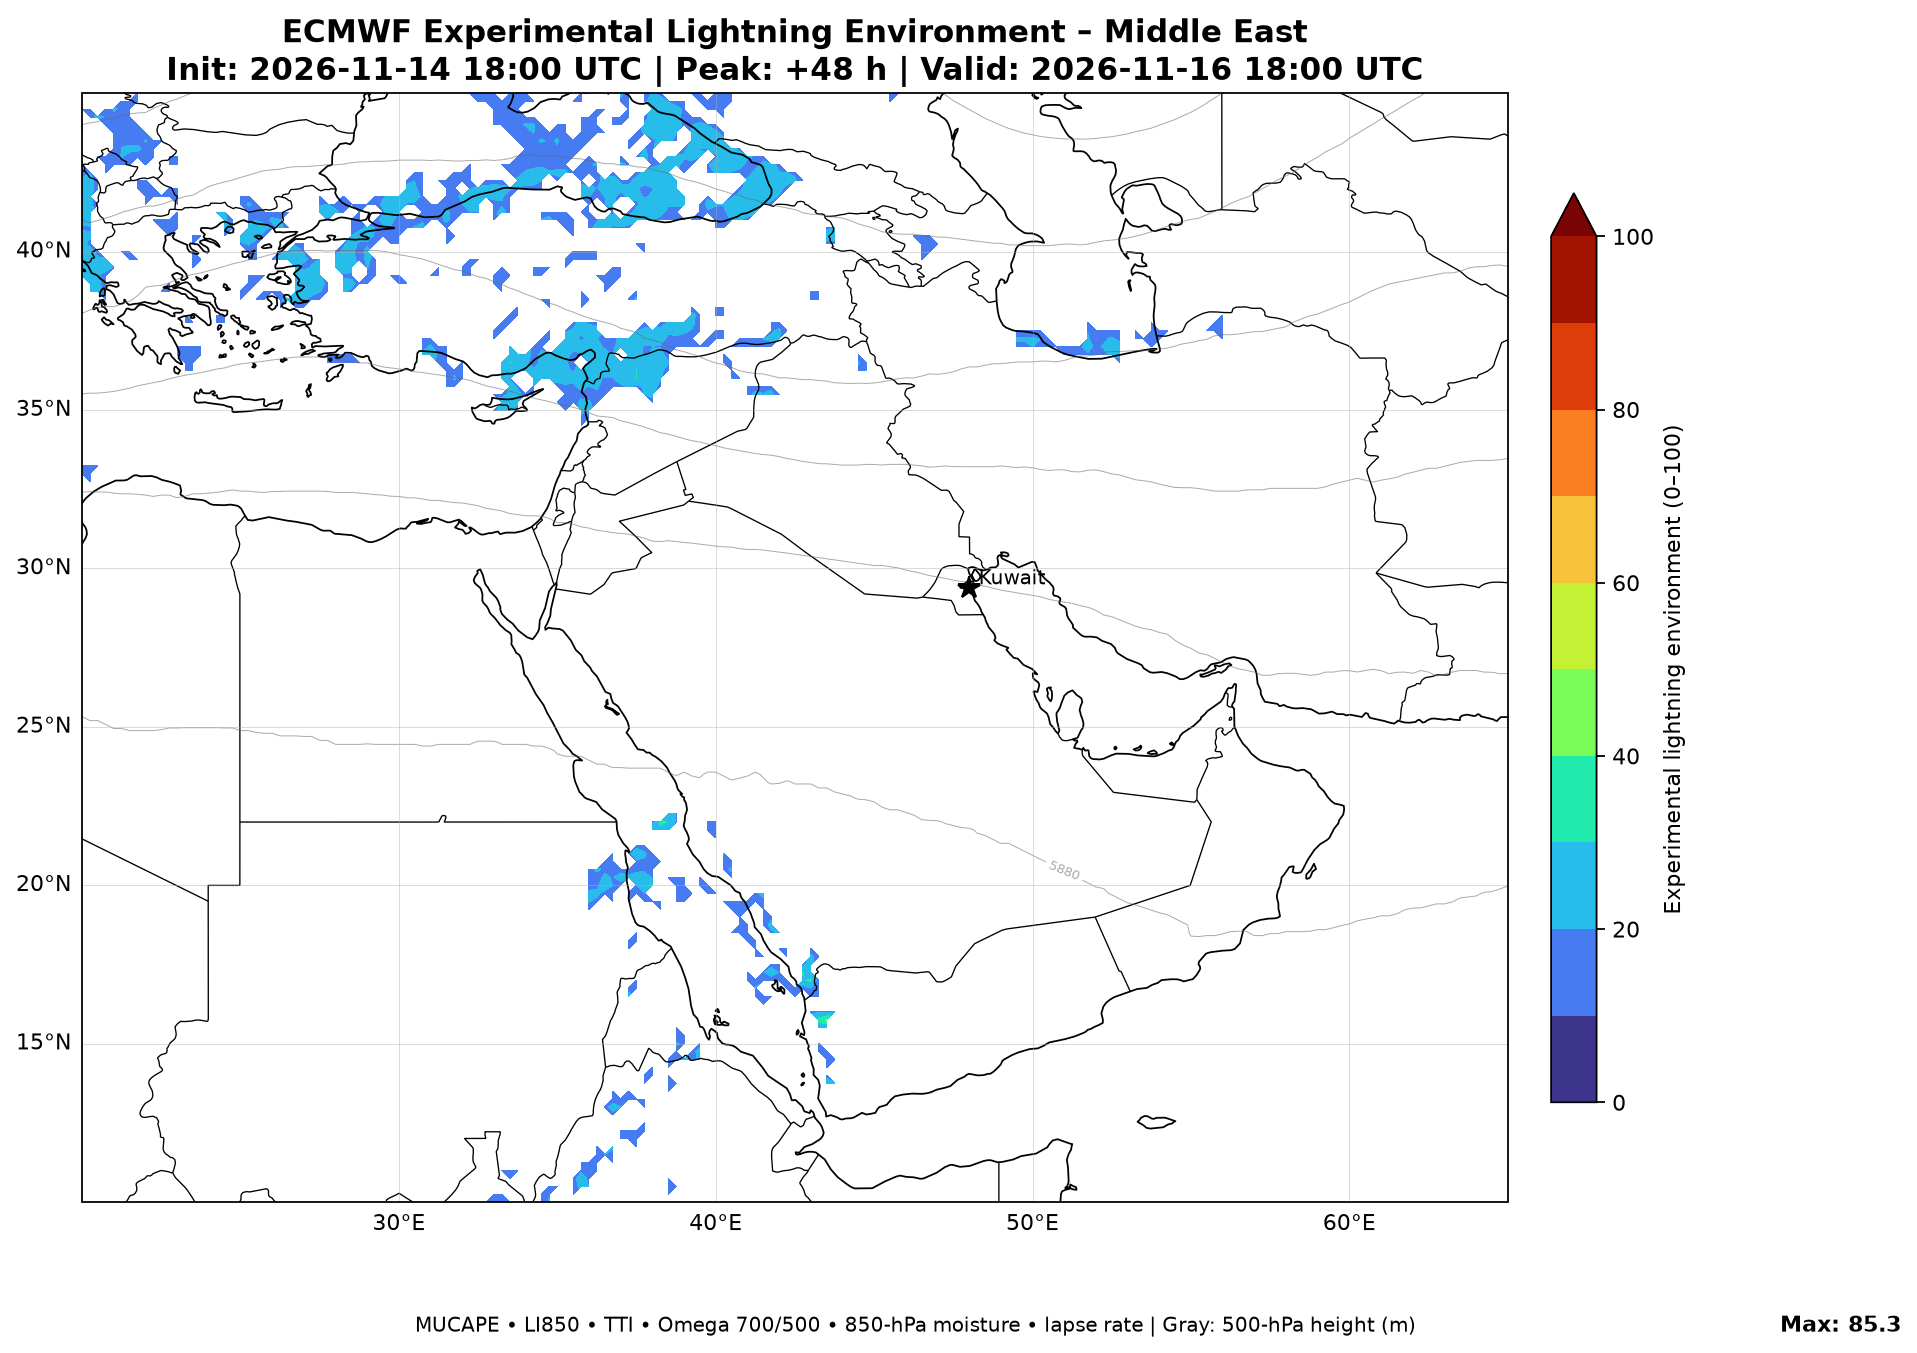 ECMWF Experimental Lightning Environment – Middle East
Init: 2026-11-14 18:00 UTC | Peak: +48 h | Valid: 2026-11-16 18:00 UTC
40°N
35°N
30°N
25°N
20°N
15°N
30°E
40°E
50°E
60°E
Kuwait
5880
100
80
60
40
20
0
Experimental lightning environment (0–100)
MUCAPE • LI850 • TTI • Omega 700/500 • 850-hPa moisture • lapse rate | Gray: 500-hPa height (m)
Max: 85.3